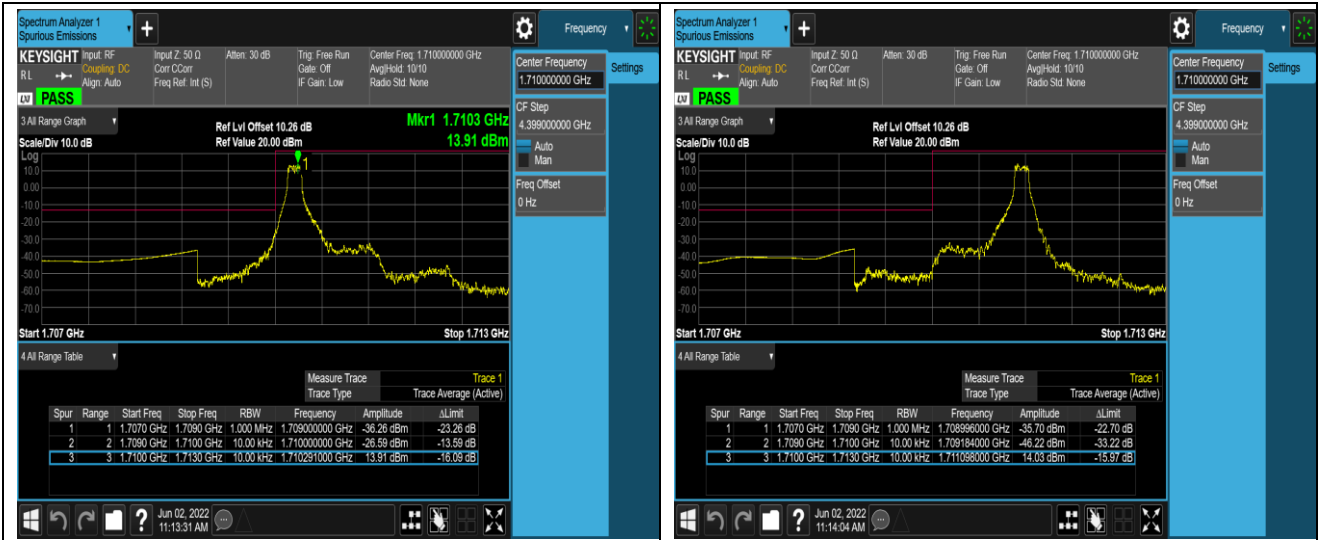 Spectrum Analyzer 1
Spurious Emissions
+
Frequency
KEYSIGHT
RL
PASS
Input: RF
Coupling: DC
Align: Auto
Input Z: 50 Ω
Corr CCorr
Freq Ref: Int (S)
Atten: 30 dB
Trig: Free Run
Gate: Off
IF Gain: Low
Center Freq: 1.710000000 GHz
Avg|Hold: 10/10
Radio Std: None
Center Frequency
1.710000000 GHz
Settings
CF Step
4.399000000 GHz
Auto
Man
Freq Offset
0 Hz
3 All Range Graph
Scale/Div 10.0 dB
Ref Lvl Offset 10.26 dB
Ref Value 20.00 dBm
Mkr1 1.7103 GHz
13.91 dBm
Log
10.0
0.00
-10.0
-20.0
-30.0
-40.0
-50.0
-60.0
-70.0
1
Start 1.707 GHz Stop 1.713 GHz
4 All Range Table
Measure Trace Trace 1
Trace Type Trace Average (Active)
Spur Range Start Freq Stop Freq RBW Frequency Amplitude ΔLimit
1 1 1.7070 GHz 1.7090 GHz 1.000 MHz 1.709000000 GHz -36.26 dBm -23.26 dB
2 2 1.7090 GHz 1.7100 GHz 10.00 kHz 1.710000000 GHz -26.59 dBm -13.59 dB
3 3 1.7100 GHz 1.7130 GHz 10.00 kHz 1.710291000 GHz 13.91 dBm -16.09 dB
?
Jun 02, 2022
11:13:31 AM
Spectrum Analyzer 1
Spurious Emissions
+
Frequency
KEYSIGHT
RL
PASS
Input: RF
Coupling: DC
Align: Auto
Input Z: 50 Ω
Corr CCorr
Freq Ref: Int (S)
Atten: 30 dB
Trig: Free Run
Gate: Off
IF Gain: Low
Center Freq: 1.710000000 GHz
Avg|Hold: 10/10
Radio Std: None
Center Frequency
1.710000000 GHz
Settings
CF Step
4.399000000 GHz
Auto
Man
Freq Offset
0 Hz
3 All Range Graph
Scale/Div 10.0 dB
Ref Lvl Offset 10.26 dB
Ref Value 20.00 dBm
Log
10.0
0.00
-10.0
-20.0
-30.0
-40.0
-50.0
-60.0
-70.0
Start 1.707 GHz Stop 1.713 GHz
4 All Range Table
Measure Trace Trace 1
Trace Type Trace Average (Active)
Spur Range Start Freq Stop Freq RBW Frequency Amplitude ΔLimit
1 1 1.7070 GHz 1.7090 GHz 1.000 MHz 1.708996000 GHz -35.70 dBm -22.70 dB
2 2 1.7090 GHz 1.7100 GHz 10.00 kHz 1.709184000 GHz -46.22 dBm -33.22 dB
3 3 1.7100 GHz 1.7130 GHz 10.00 kHz 1.711098000 GHz 14.03 dBm -15.97 dB
?
Jun 02, 2022
11:14:04 AM